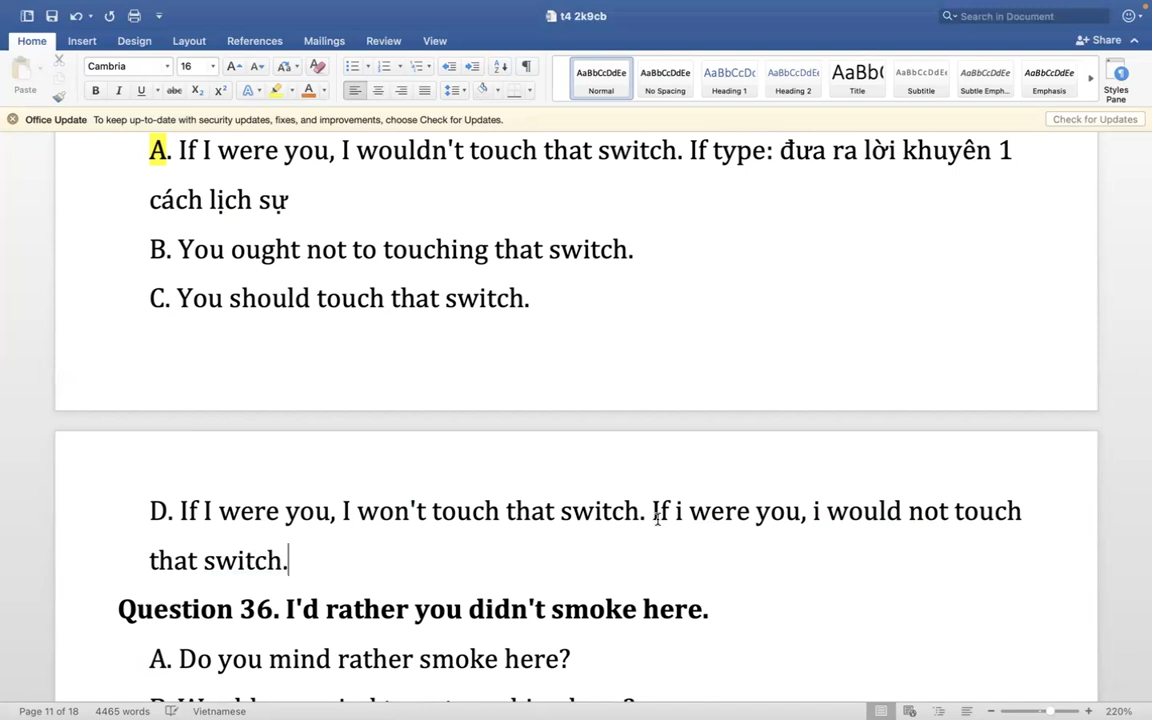 t4 2k9cb
Search in Document
Home Insert Design Layout References Mailings Review View
Share
Paste
Cambria 16
AaBbCcDdEe AaBbCcDdEe AaBbCcDc AaBbCcDdEe AaBbC AaBbCcDdEe AaBbCcDdEe AaBbCcDdEe
Normal No Spacing Heading 1 Heading 2 Title Subtitle Subtle Emph... Emphasis
Styles Pane
Office Update To keep up-to-date with security updates, fixes, and improvements, choose Check for Updates. Check for Updates
A. If I were you, I wouldn't touch that switch. If type: đưa ra lời khuyên 1
cách lịch sự
B. You ought not to touching that switch.
C. You should touch that switch.
D. If I were you, I won't touch that switch. If i were you, i would not touch
that switch.
Question 36. I'd rather you didn't smoke here.
A. Do you mind rather smoke here?
Page 11 of 18 4465 words Vietnamese 220%